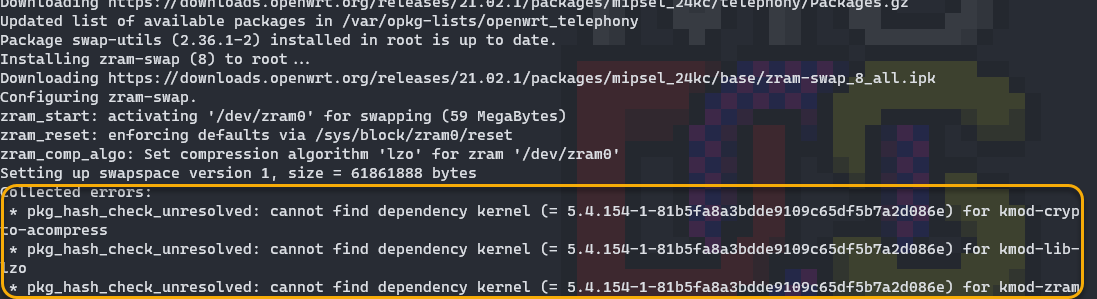 Downloading https://downloads.openwrt.org/releases/21.02.1/packages/mipsel_24kc/telephony/Packages.gz
Updated list of available packages in /var/opkg-lists/openwrt_telephony
Package swap-utils (2.36.1-2) installed in root is up to date.
Installing zram-swap (8) to root...
Downloading https://downloads.openwrt.org/releases/21.02.1/packages/mipsel_24kc/base/zram-swap_8_all.ipk
Configuring zram-swap.
zram_start: activating '/dev/zram0' for swapping (59 MegaBytes)
zram_reset: enforcing defaults via /sys/block/zram0/reset
zram_comp_algo: Set compression algorithm 'lzo' for zram '/dev/zram0'
Setting up swapspace version 1, size = 61861888 bytes
Collected errors:
 * pkg_hash_check_unresolved: cannot find dependency kernel (= 5.4.154-1-81b5fa8a3bdde9109c65df5b7a2d086e) for kmod-cryp
to-acompress
 * pkg_hash_check_unresolved: cannot find dependency kernel (= 5.4.154-1-81b5fa8a3bdde9109c65df5b7a2d086e) for kmod-lib-
lzo
 * pkg_hash_check_unresolved: cannot find dependency kernel (= 5.4.154-1-81b5fa8a3bdde9109c65df5b7a2d086e) for kmod-zram